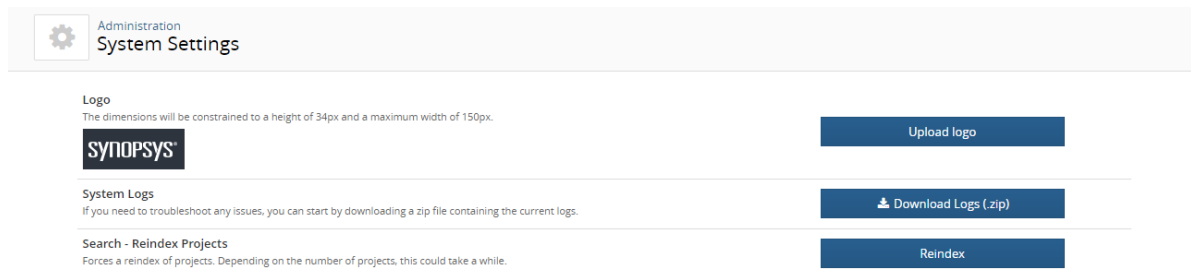 Administration
System Settings
Logo
The dimensions will be constrained to a height of 34px and a maximum width of 150px.
Upload logo
SYNOPSYS®
System Logs
If you need to troubleshoot any issues, you can start by downloading a zip file containing the current logs.
Download Logs (.zip)
Search - Reindex Projects
Forces a reindex of projects. Depending on the number of projects, this could take a while.
Reindex